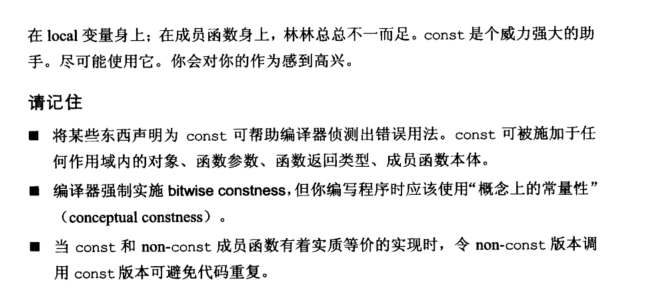 在 local 变量身上；在成员函数身上，林林总总不一而足。const 是个威力强大的助
手。尽可能使用它。你会对你的作为感到高兴。
请记住
■ 将某些东西声明为 const 可帮助编译器侦测出错误用法。const 可被施加于任
何作用域内的对象、函数参数、函数返回类型、成员函数本体。
■ 编译器强制实施 bitwise constness，但你编写程序时应该使用“概念上的常量性”
（conceptual constness）。
■ 当 const 和 non-const 成员函数有着实质等价的实现时，令 non-const 版本调
用 const 版本可避免代码重复。